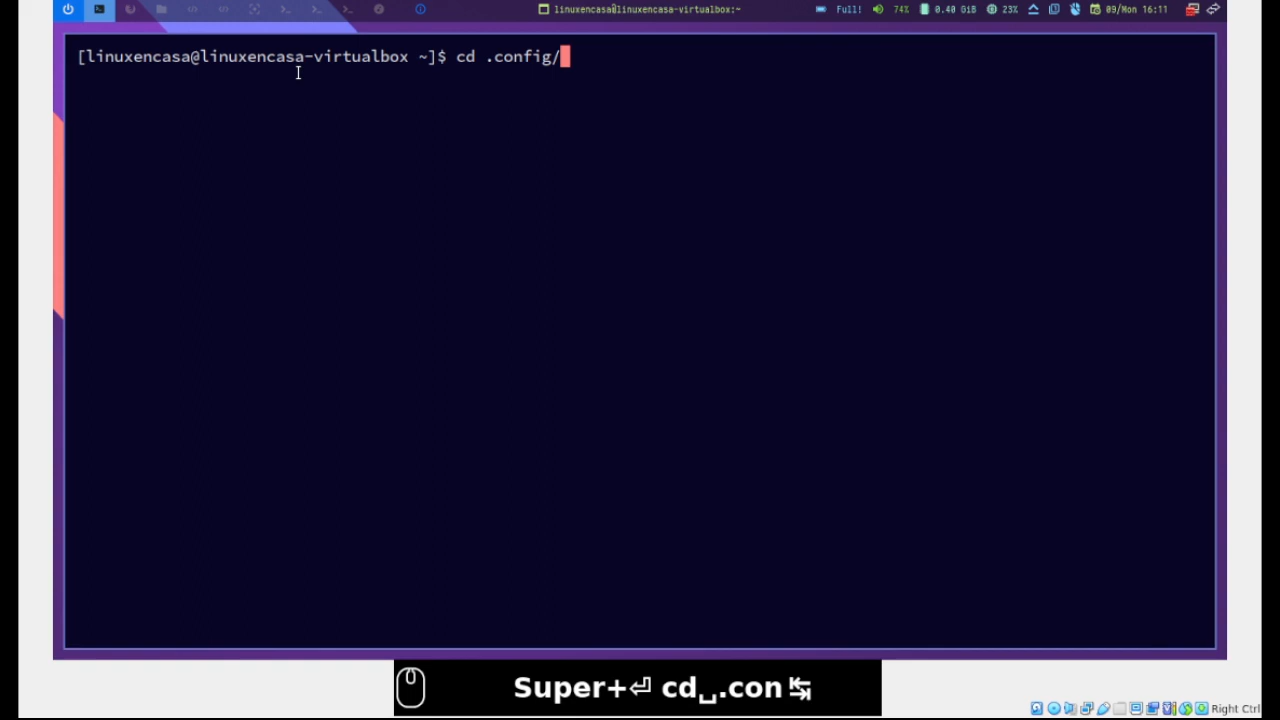 linuxencasa@linuxencasa-virtualbox:~ Full! 74% 0.40 GiB 23% 09/Mon 16:11
[linuxencasa@linuxencasa-virtualbox ~]$ cd .config/
Super+⏎ cd␣.con↹
Right Ctrl